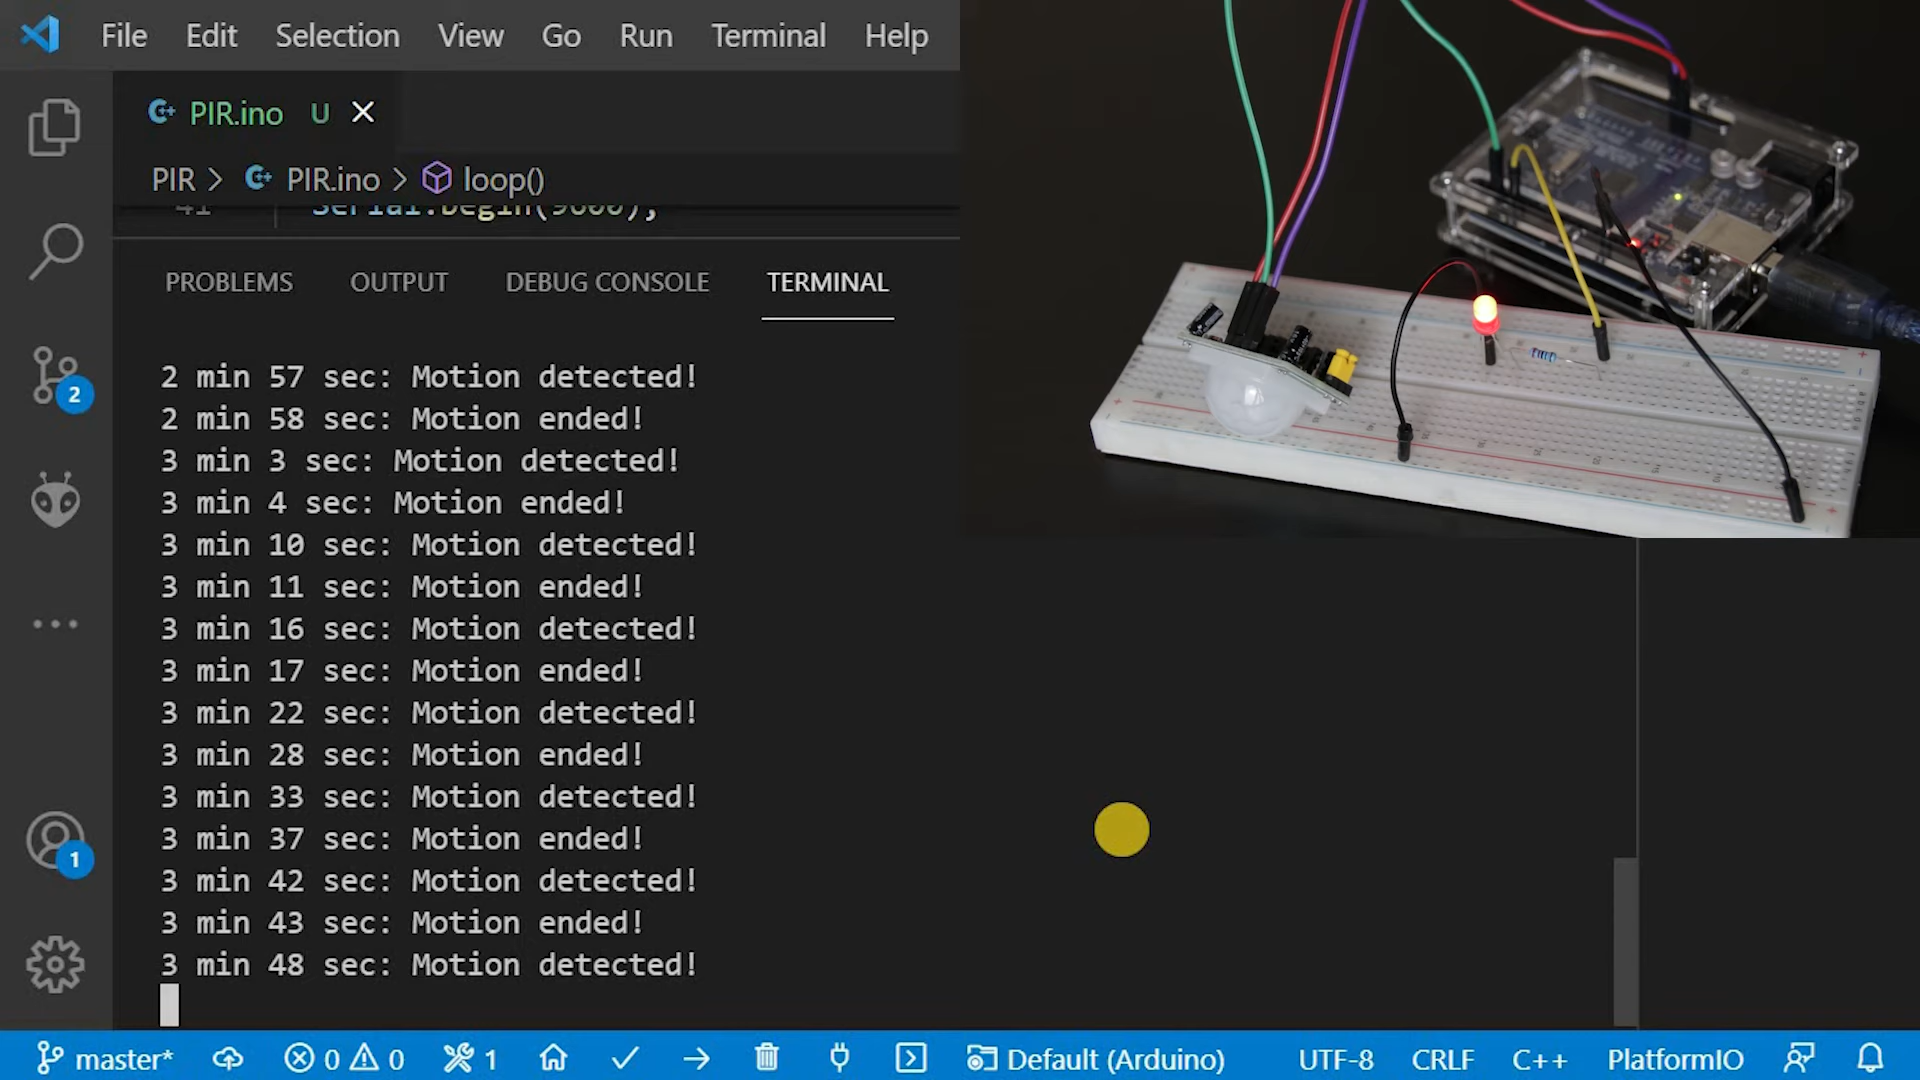 File Edit Selection View Go Run Terminal Help
PIR.ino U
PIR > PIR.ino > loop()
41 Serial.begin(9600);
PROBLEMS OUTPUT DEBUG CONSOLE TERMINAL
2 min 57 sec: Motion detected!
2 min 58 sec: Motion ended!
3 min 3 sec: Motion detected!
3 min 4 sec: Motion ended!
3 min 10 sec: Motion detected!
3 min 11 sec: Motion ended!
3 min 16 sec: Motion detected!
3 min 17 sec: Motion ended!
3 min 22 sec: Motion detected!
3 min 28 sec: Motion ended!
3 min 33 sec: Motion detected!
3 min 37 sec: Motion ended!
3 min 42 sec: Motion detected!
3 min 43 sec: Motion ended!
3 min 48 sec: Motion detected!
2
1
master* 0 0 1 Default (Arduino) UTF-8 CRLF C++ PlatformIO